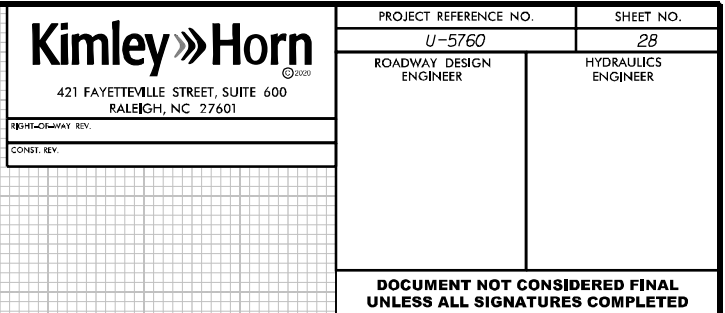 Kimley»Horn
©2020
421 FAYETTEVILLE STREET, SUITE 600
RALEIGH, NC 27601
RIGHT-OF-WAY REV.
CONST. REV.
PROJECT REFERENCE NO.
SHEET NO.
U-5760
28
ROADWAY DESIGN
ENGINEER
HYDRAULICS
ENGINEER
DOCUMENT NOT CONSIDERED FINAL
UNLESS ALL SIGNATURES COMPLETED